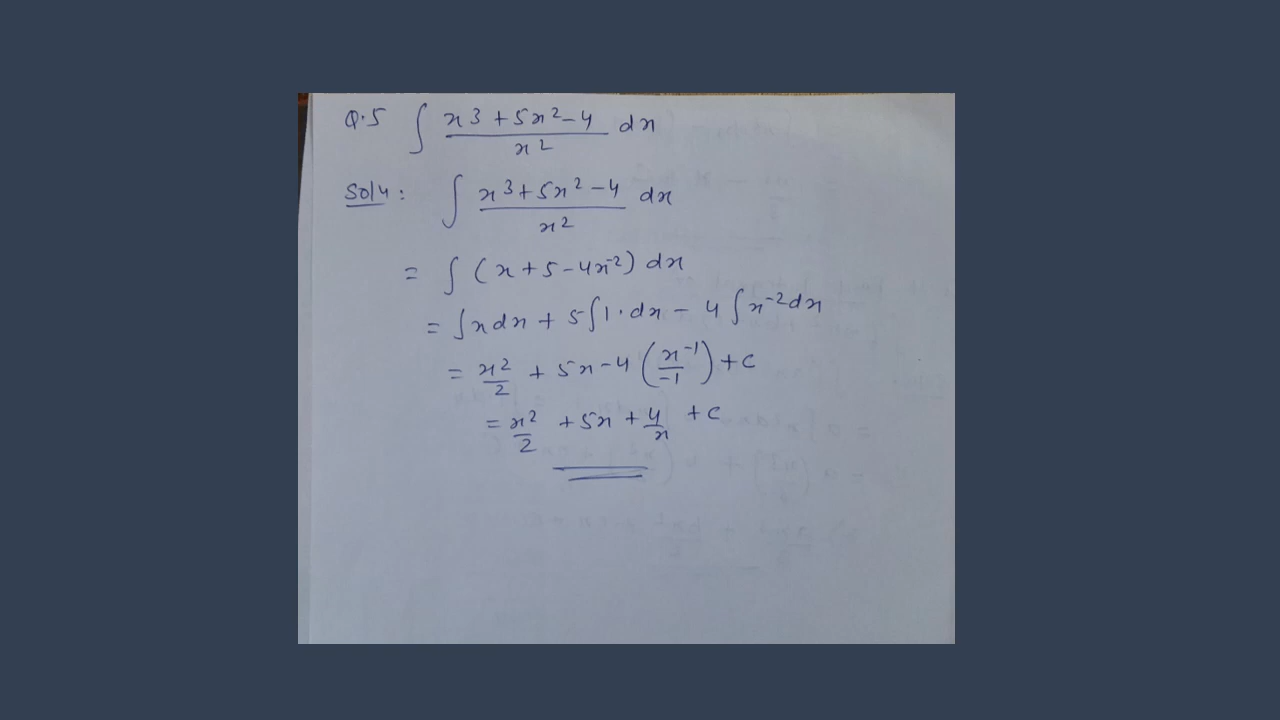 Q.5 ∫ (x³ + 5x² - 4)/x² dx
Soln: ∫ (x³ + 5x² - 4)/x² dx
= ∫ (x + 5 - 4x⁻²) dx
= ∫ x dx + 5∫1·dx - 4∫x⁻² dx
= x²/2 + 5x - 4(x⁻¹/-1) + c
= x²/2 + 5x + 4/x + c